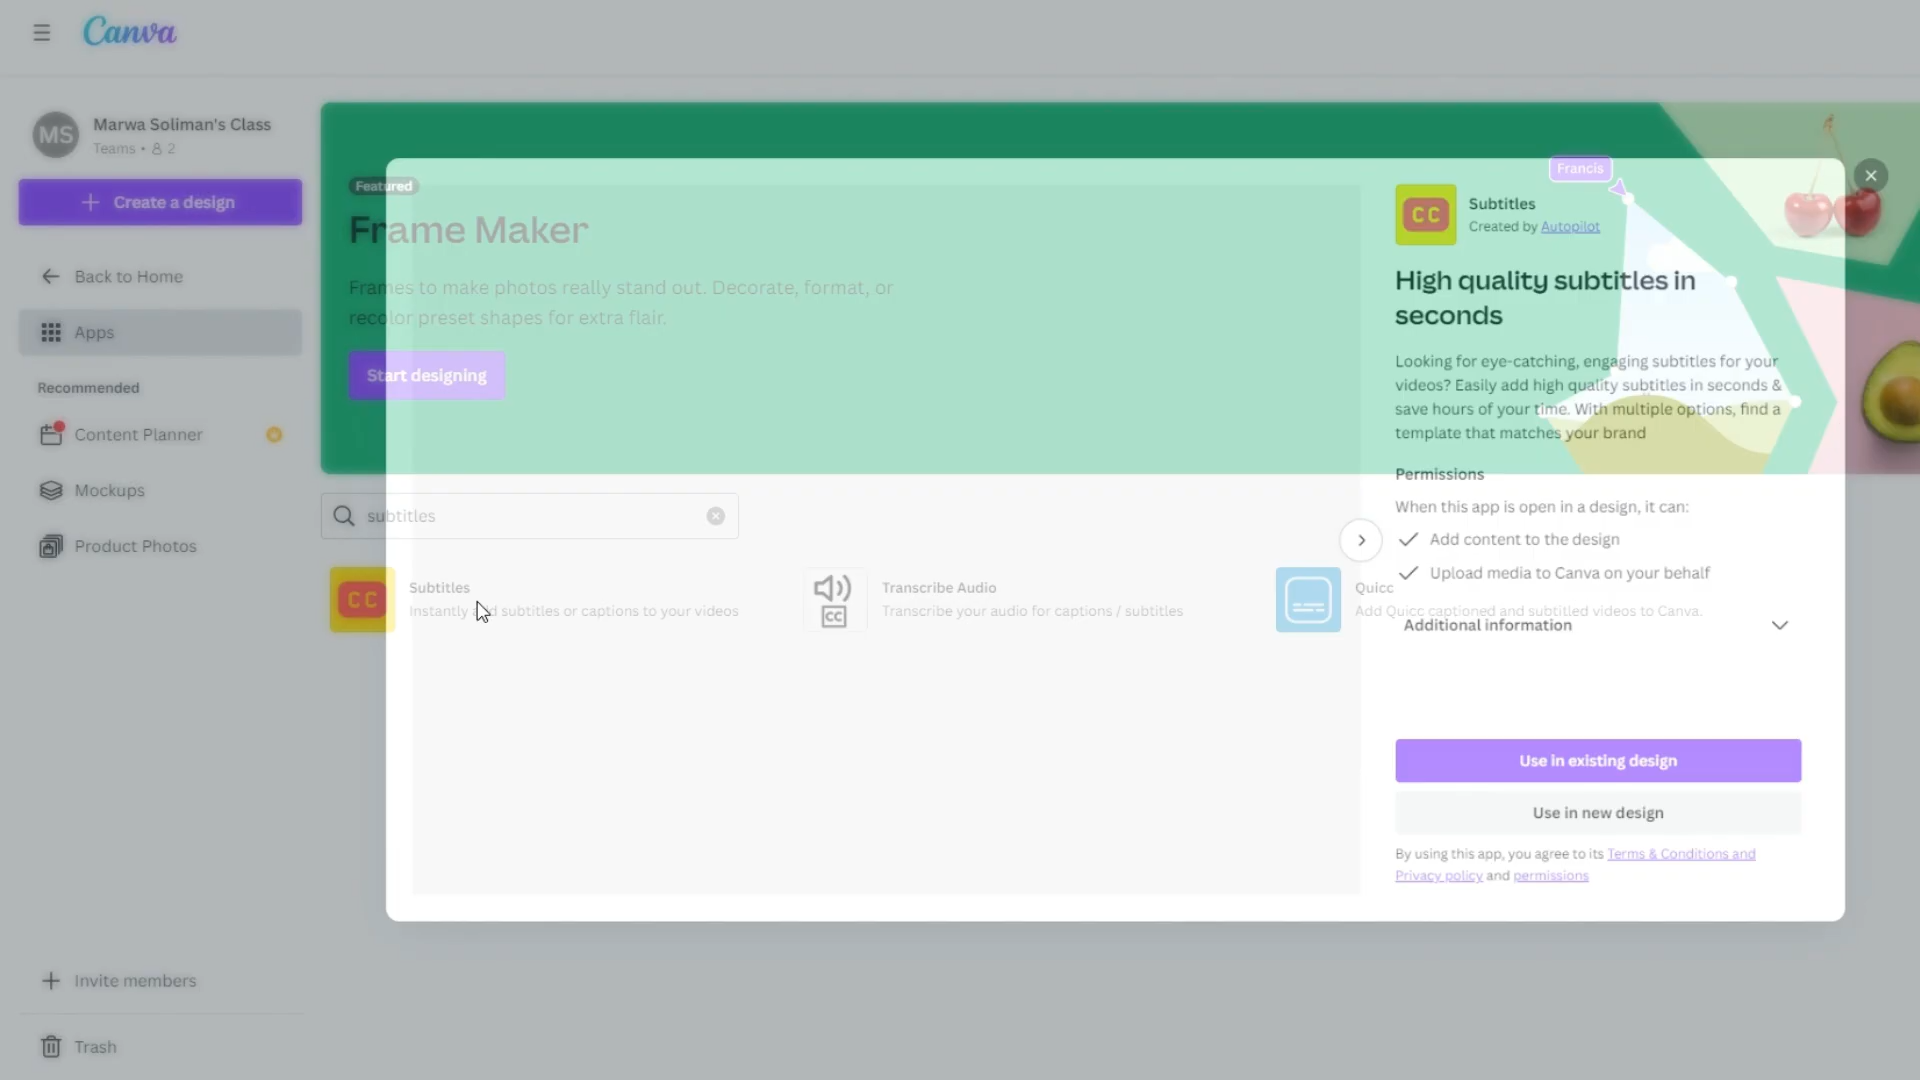 Canva
MS
Marwa Soliman's Class
Teams • 2
Create a design
Back to Home
Apps
Recommended
Content Planner
Mockups
Product Photos
Invite members
Trash
Featured
Frame Maker
Frames to make photos really stand out. Decorate, format, or
recolor preset shapes for extra flair.
Start designing
subtitles
CC
Subtitles
Instantly add subtitles or captions to your videos
CC
Transcribe Audio
Transcribe your audio for captions / subtitles
Quicc
Add Quicc captioned and subtitled videos to Canva.
Francis
CC
Subtitles
Created by Autopilot
High quality subtitles in
seconds
Looking for eye-catching, engaging subtitles for your
videos? Easily add high quality subtitles in seconds &
save hours of your time. With multiple options, find a
template that matches your brand
Permissions
When this app is open in a design, it can:
Add content to the design
Upload media to Canva on your behalf
Additional information
Use in existing design
Use in new design
By using this app, you agree to its Terms & Conditions and
Privacy policy and permissions